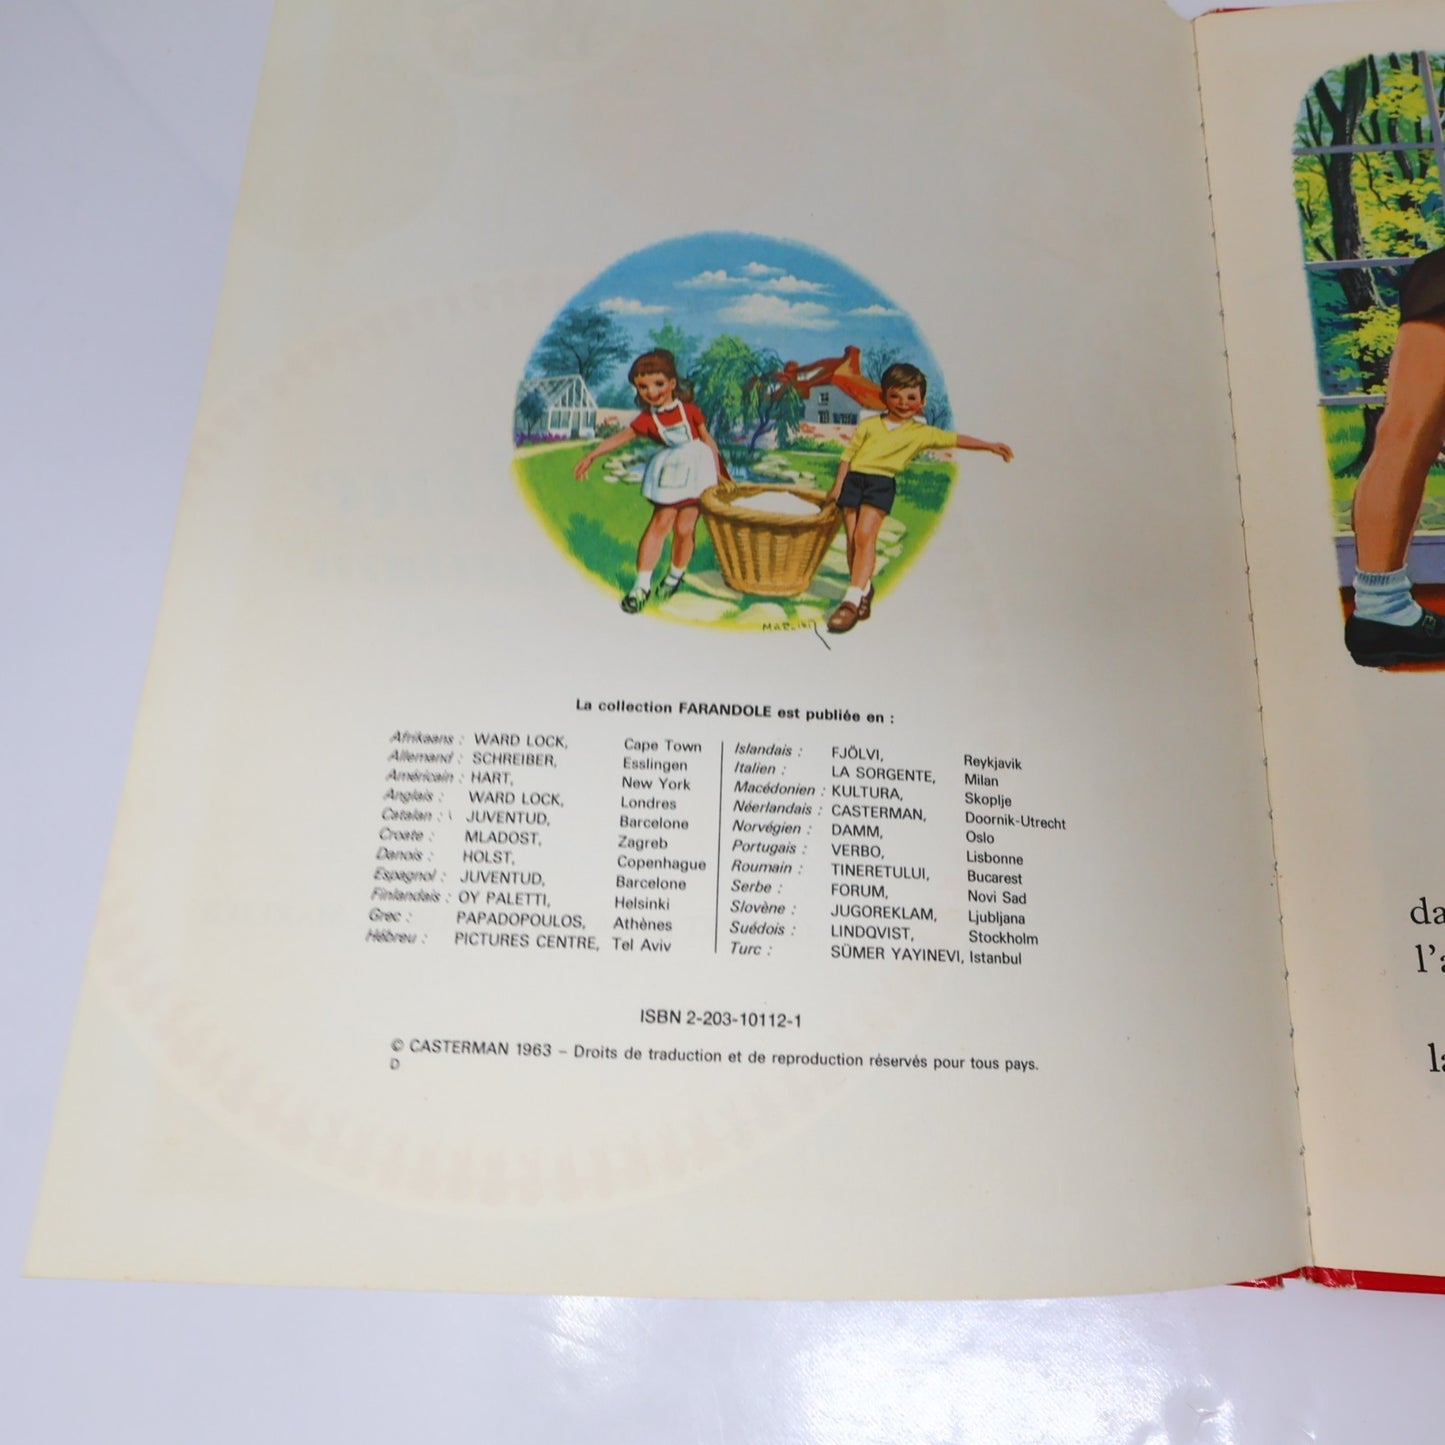 La collection FARANDOLE est publiée en :
Afrikaans : WARD LOCK, Cape Town
Allemand : SCHREIBER, Esslingen
Américain : HART, New York
Anglais : WARD LOCK, Londres
Catalan : JUVENTUD, Barcelone
Croate : MLADOST, Zagreb
Danois : HOLST, Copenhague
Espagnol : JUVENTUD, Barcelone
Finlandais : OY PALETTI, Helsinki
Grec : PAPADOPOULOS, Athènes
Hébreu : PICTURES CENTRE, Tel Aviv
Islandais : FJÖLVI, Reykjavik
Italien : LA SORGENTE, Milan
Macédonien : KULTURA, Skoplje
Néerlandais : CASTERMAN, Doornik-Utrecht
Norvégien : DAMM, Oslo
Portugais : VERBO, Lisbonne
Roumain : TINERETULUI, Bucarest
Serbe : FORUM, Novi Sad
Slovène : JUGOREKLAM, Ljubljana
Suédois : LINDQVIST, Stockholm
Turc : SÜMER YAYINEVI, Istanbul
ISBN 2-203-10112-1
© CASTERMAN 1963 – Droits de traduction et de reproduction réservés pour tous pays.
D